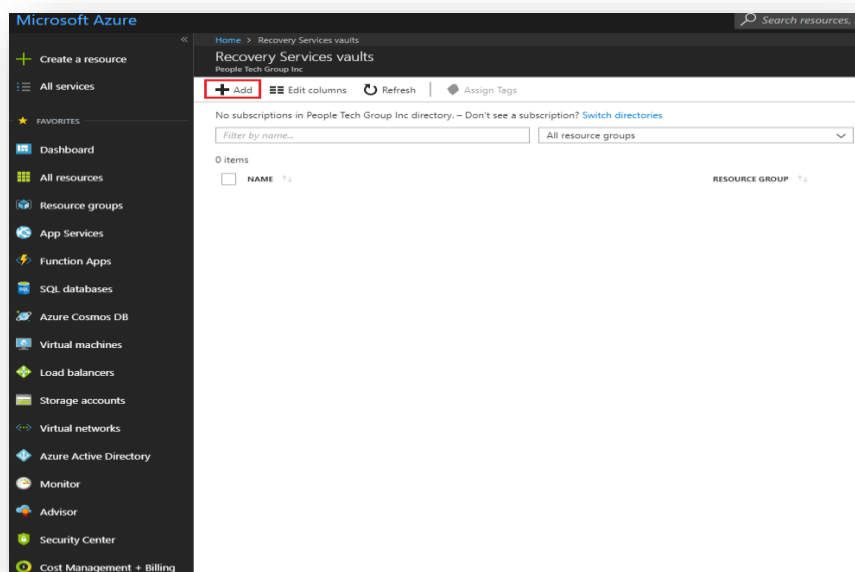 Microsoft Azure
Search resources,
«
Home > Recovery Services vaults
Create a resource
Recovery Services vaults
People Tech Group Inc
All services
Add Edit columns Refresh Assign Tags
No subscriptions in People Tech Group Inc directory. – Don't see a subscription? Switch directories
FAVORITES
Filter by name...
All resource groups
Dashboard
0 items
All resources
NAME
RESOURCE GROUP
Resource groups
App Services
Function Apps
SQL databases
Azure Cosmos DB
Virtual machines
Load balancers
Storage accounts
Virtual networks
Azure Active Directory
Monitor
Advisor
Security Center
Cost Management + Billing